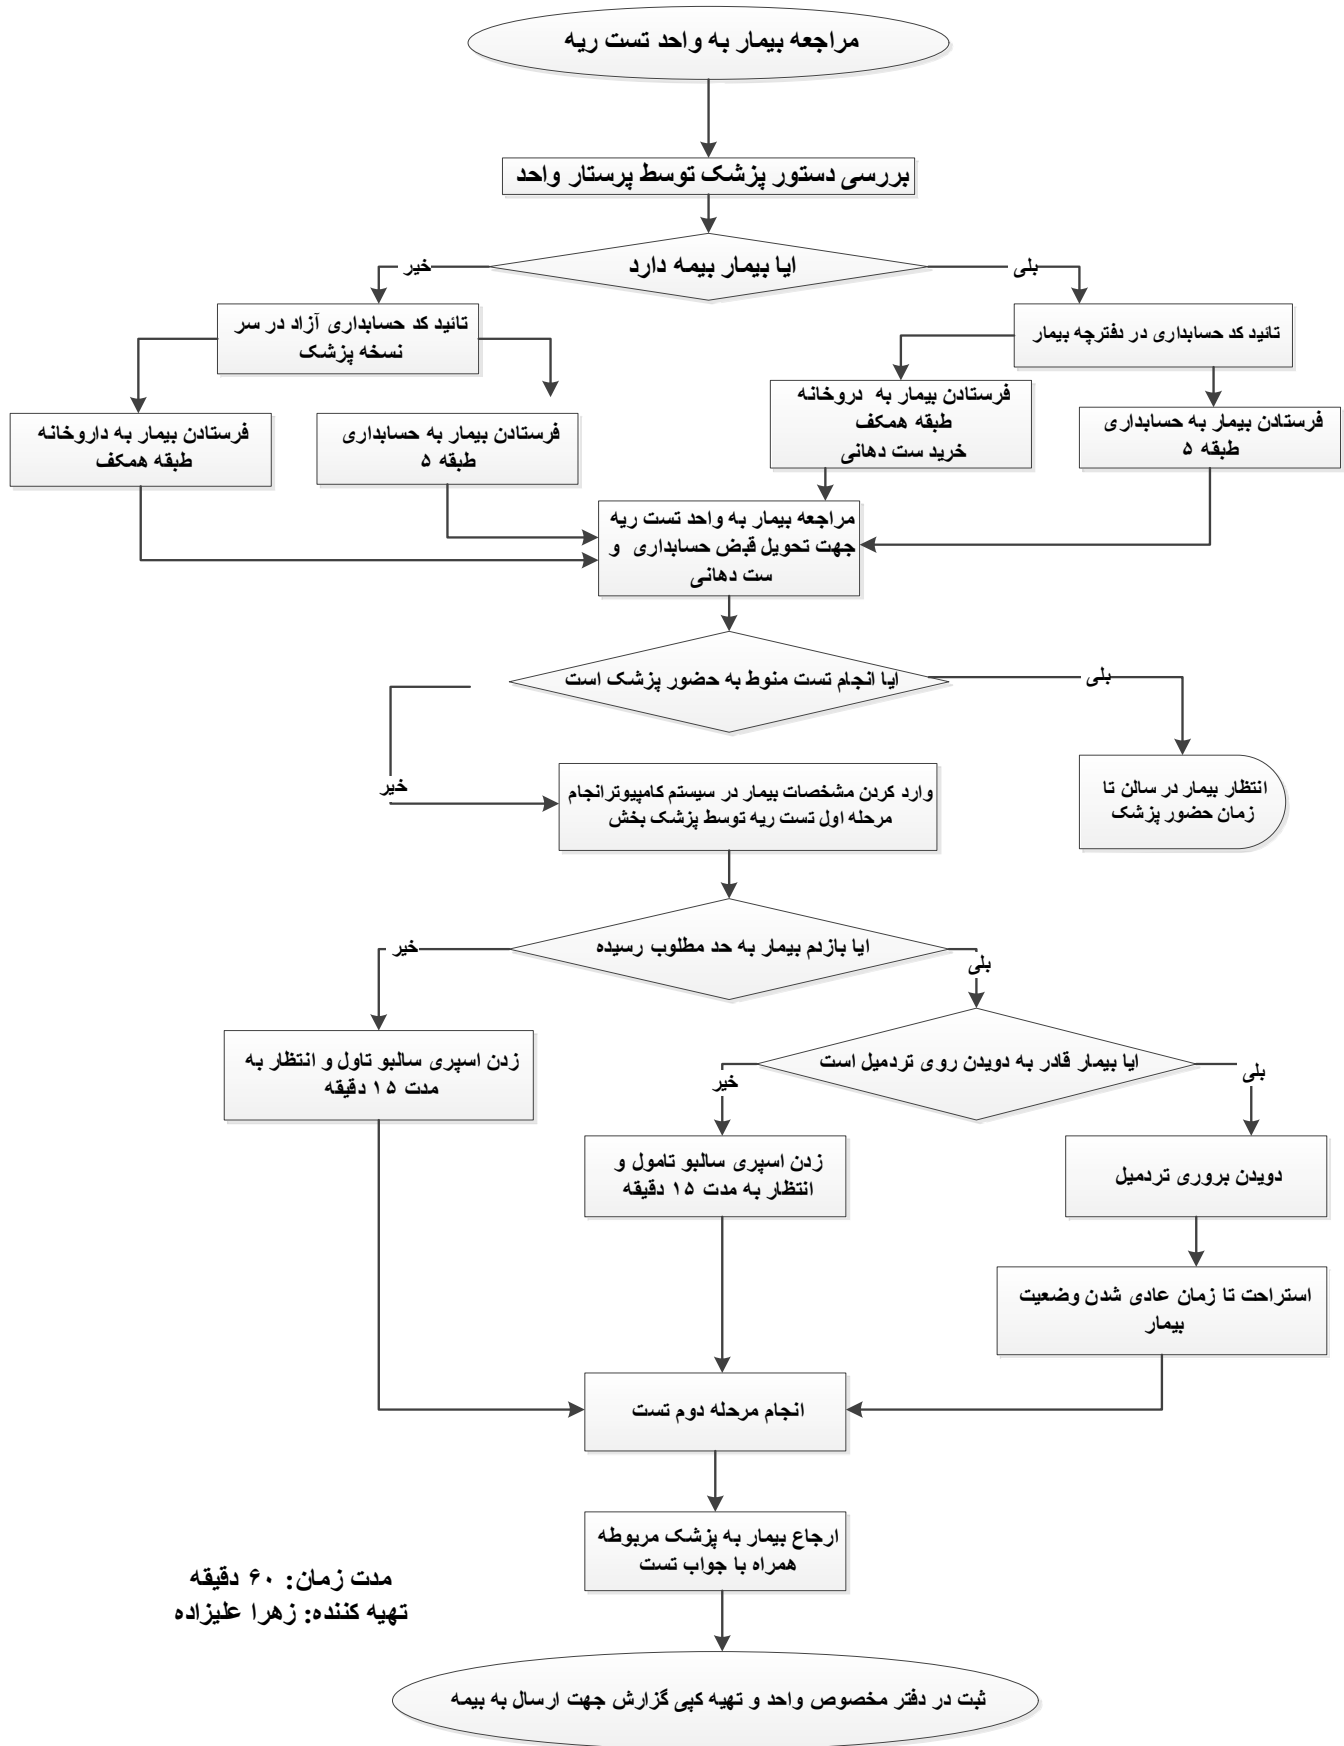 مراجعه بیمار به واحد تست ریه
بررسی دستور پزشک توسط پرستار واحد
ایا بیمار بیمه دارد
بلی
خیر
تائید کد حسابداری در دفترچه بیمار
تائید کد حسابداری آزاد در سر
نسخه پزشک
فرستادن بیمار به حسابداری
طبقه ۵
فرستادن بیمار به دروخانه
طبقه همکف
خرید ست دهانی
فرستادن بیمار به حسابداری
طبقه ۵
فرستادن بیمار به داروخانه
طبقه همکف
مراجعه بیمار به واحد تست ریه
جهت تحویل قبض حسابداری و
ست دهانی
ایا انجام تست منوط به حضور پزشک است
بلی
خیر
انتظار بیمار در سالن تا
زمان حضور پزشک
وارد کردن مشخصات بیمار در سیستم کامپیوترانجام
مرحله اول تست ریه توسط پزشک بخش
ایا بازدم بیمار به حد مطلوب رسیده
بلی
خیر
ایا بیمار قادر به دویدن روی تردمیل است
بلی
خیر
زدن اسپری سالبو تاول و انتظار به
مدت ۱۵ دقیقه
دویدن بروری تردمیل
زدن اسپری سالبو تامول و
انتظار به مدت ۱۵ دقیقه
استراحت تا زمان عادی شدن وضعیت
بیمار
انجام مرحله دوم تست
ارجاع بیمار به پزشک مربوطه
همراه با جواب تست
مدت زمان: ۶۰ دقیقه
تهیه کننده: زهرا علیزاده
ثبت در دفتر مخصوص واحد و تهیه کپی گزارش جهت ارسال به بیمه